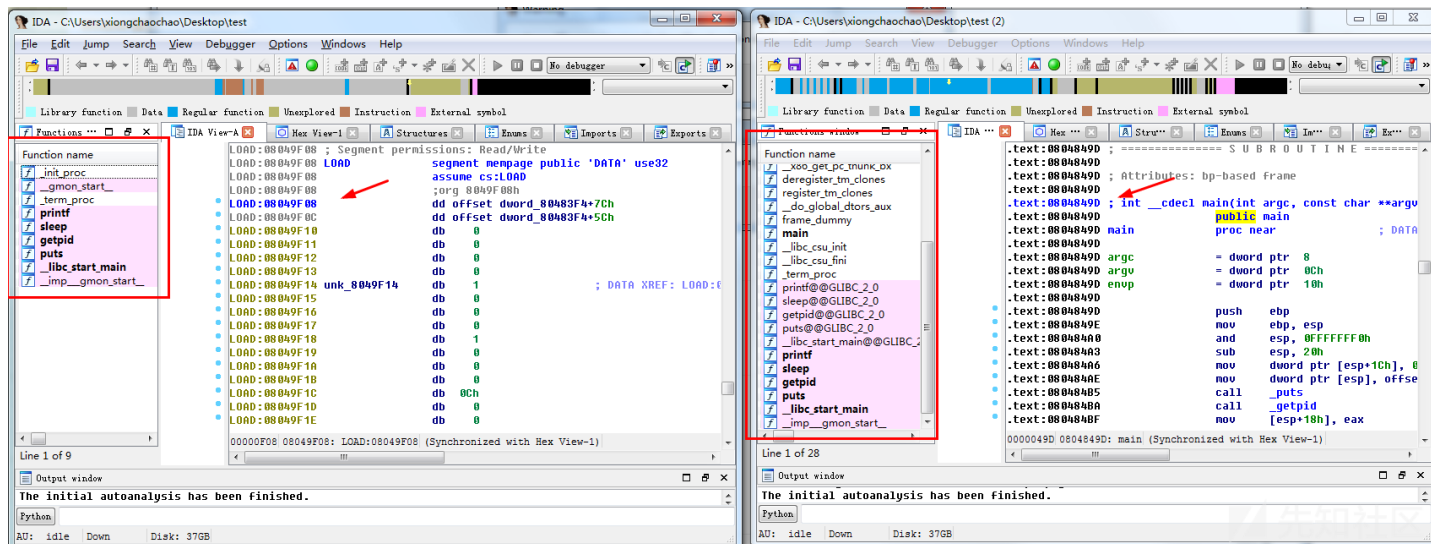 IDA - C:\Users\xiongchaochao\Desktop\test
File Edit Jump Search View Debugger Options Windows Help
No debugger
Library function Data Regular function Unexplored Instruction External symbol
Functions ··· IDA View-A Hex View-1 Structures Enums Imports Exports
Function name
_init_proc
__gmon_start__
_term_proc
printf
sleep
getpid
puts
__libc_start_main
__imp___gmon_start__
Line 1 of 9
LOAD:08049F08 ; Segment permissions: Read/Write
LOAD:08049F08 LOAD segment mempage public 'DATA' use32
LOAD:08049F08 assume cs:LOAD
LOAD:08049F08 ;org 8049F08h
LOAD:08049F08 dd offset dword_80483F4+7Ch
LOAD:08049F0C dd offset dword_80483F4+5Ch
LOAD:08049F10 db 0
LOAD:08049F11 db 0
LOAD:08049F12 db 0
LOAD:08049F13 db 0
LOAD:08049F14 unk_8049F14 db 1 ; DATA XREF: LOAD:0
LOAD:08049F15 db 0
LOAD:08049F16 db 0
LOAD:08049F17 db 0
LOAD:08049F18 db 1
LOAD:08049F19 db 0
LOAD:08049F1A db 0
LOAD:08049F1B db 0
LOAD:08049F1C db 0Ch
LOAD:08049F1D db 0
LOAD:08049F1E db 0
00000F08 08049F08: LOAD:08049F08 (Synchronized with Hex View-1)
Output window
The initial autoanalysis has been finished.
Python
AU: idle Down Disk: 37GB
IDA - C:\Users\xiongchaochao\Desktop\test (2)
File Edit Jump Search View Debugger Options Windows Help
No debug
Library function Data Regular function Unexplored Instruction External symbol
Functions window IDA ··· Hex ··· Stru··· Enums Im··· Ex···
Function name
__x86_get_pc_thunk_bx
deregister_tm_clones
register_tm_clones
__do_global_dtors_aux
frame_dummy
main
__libc_csu_init
__libc_csu_fini
_term_proc
printf@@GLIBC_2_0
sleep@@GLIBC_2_0
getpid@@GLIBC_2_0
puts@@GLIBC_2_0
__libc_start_main@@GLIBC_2
printf
sleep
getpid
puts
__libc_start_main
__imp___gmon_start__
Line 1 of 28
.text:0804849D ; =============== S U B R O U T I N E ========
.text:0804849D
.text:0804849D ; Attributes: bp-based frame
.text:0804849D
.text:0804849D ; int __cdecl main(int argc, const char **argv
.text:0804849D public main
.text:0804849D main proc near ; DATA
.text:0804849D
.text:0804849D argc = dword ptr 8
.text:0804849D argv = dword ptr 0Ch
.text:0804849D envp = dword ptr 10h
.text:0804849D
.text:0804849D push ebp
.text:0804849E mov ebp, esp
.text:080484A0 and esp, 0FFFFFFF0h
.text:080484A3 sub esp, 20h
.text:080484A6 mov dword ptr [esp+1Ch], 0
.text:080484AE mov dword ptr [esp], offse
.text:080484B5 call _puts
.text:080484BA call _getpid
.text:080484BF mov [esp+18h], eax
0000049D 0804849D: main (Synchronized with Hex View-1)
Output window
The initial autoanalysis has been finished.
Python
AU: idle Down Disk: 37GB
先知社区